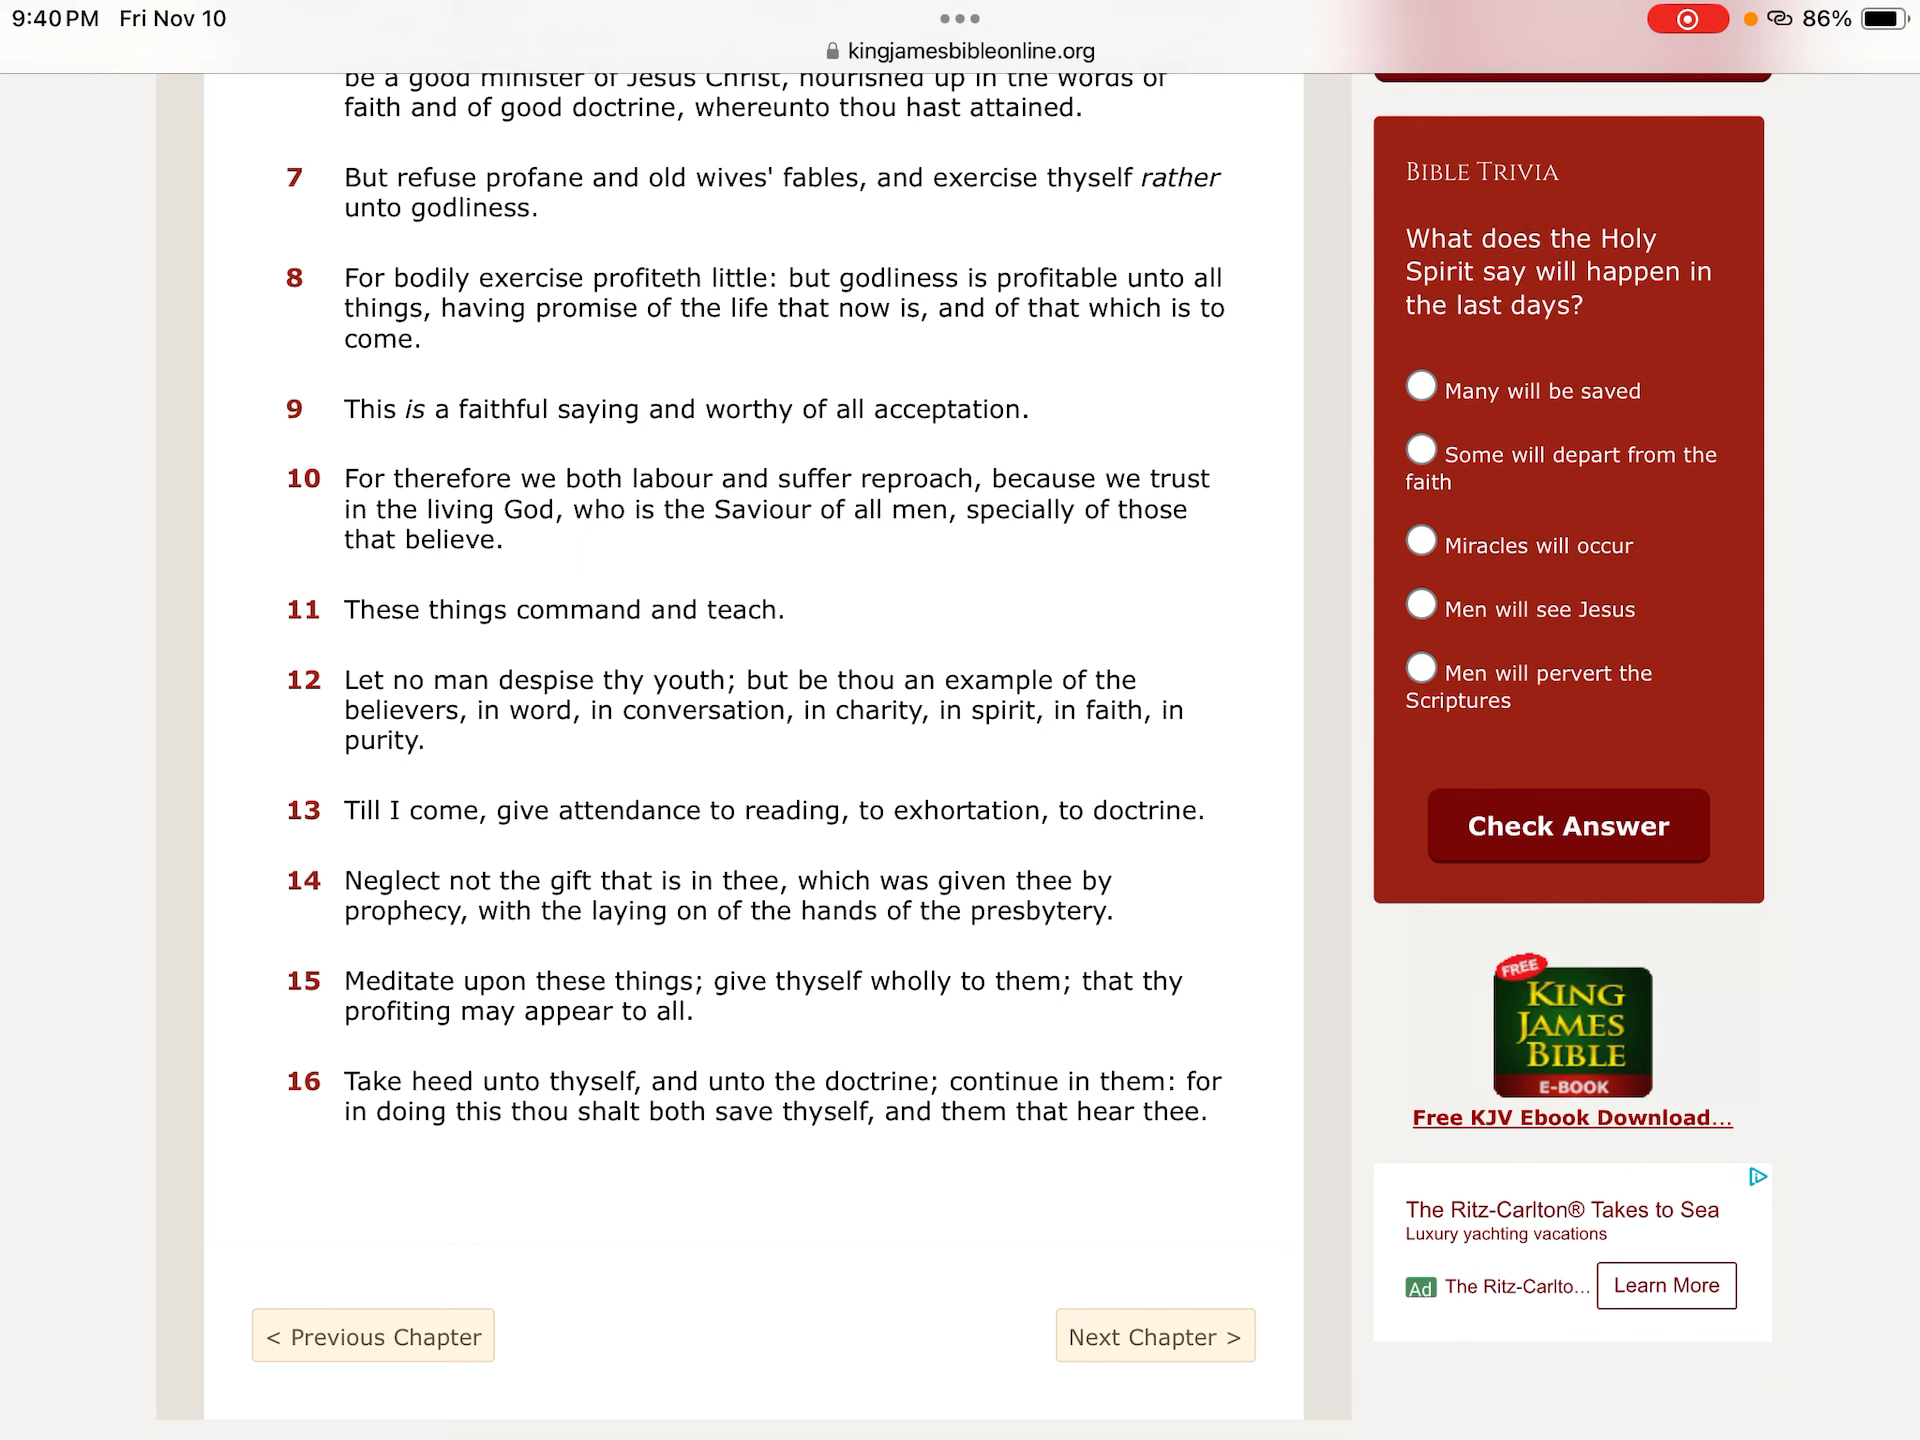 9:40 PM Fri Nov 10
86%
kingjamesbibleonline.org
be a good minister of Jesus Christ, nourished up in the words of
faith and of good doctrine, whereunto thou hast attained.
7 But refuse profane and old wives' fables, and exercise thyself rather
unto godliness.
8 For bodily exercise profiteth little: but godliness is profitable unto all
things, having promise of the life that now is, and of that which is to
come.
9 This is a faithful saying and worthy of all acceptation.
10 For therefore we both labour and suffer reproach, because we trust
in the living God, who is the Saviour of all men, specially of those
that believe.
11 These things command and teach.
12 Let no man despise thy youth; but be thou an example of the
believers, in word, in conversation, in charity, in spirit, in faith, in
purity.
13 Till I come, give attendance to reading, to exhortation, to doctrine.
14 Neglect not the gift that is in thee, which was given thee by
prophecy, with the laying on of the hands of the presbytery.
15 Meditate upon these things; give thyself wholly to them; that thy
profiting may appear to all.
16 Take heed unto thyself, and unto the doctrine; continue in them: for
in doing this thou shalt both save thyself, and them that hear thee.
< Previous Chapter
Next Chapter >
BIBLE TRIVIA
What does the Holy
Spirit say will happen in
the last days?
Many will be saved
Some will depart from the
faith
Miracles will occur
Men will see Jesus
Men will pervert the
Scriptures
Check Answer
FREE
KING
JAMES
BIBLE
E-BOOK
Free KJV Ebook Download...
The Ritz-Carlton® Takes to Sea
Luxury yachting vacations
Ad The Ritz-Carlto...
Learn More